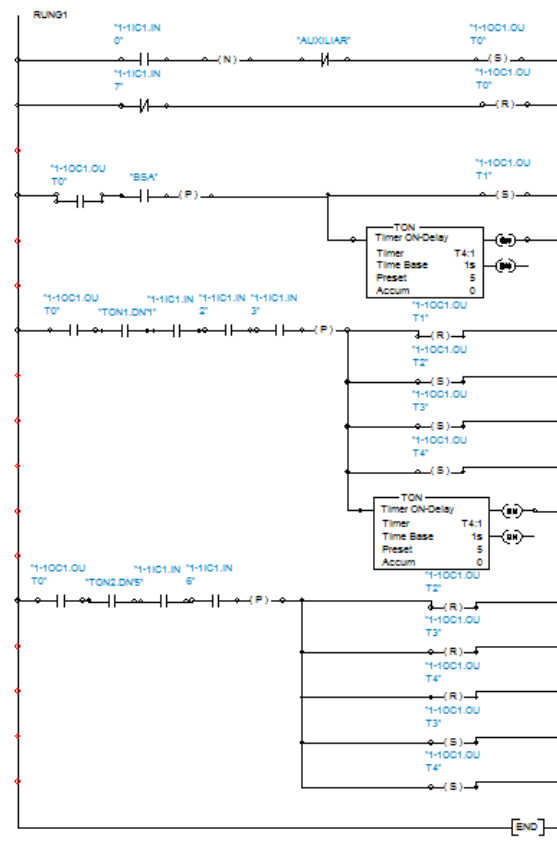 RUNG1
"1-1IC1.IN
0"
(N)
"AUXILIAR"
"1-1OC1.OU
T0"
(S)
"1-1IC1.IN
7"
"1-1OC1.OU
T0"
(R)
"1-1OC1.OU
T0"
"BSA"
(P)
"1-1OC1.OU
T1"
(S)
TON
Timer ON-Delay
Timer T4:1
Time Base 1s
Preset 5
Accum 0
"1-1OC1.OU
T0"
"TON1.DN"
"1-1IC1.IN
1"
"1-1IC1.IN
2"
"1-1IC1.IN
3"
(P)
"1-1OC1.OU
T1"
(R)
"1-1OC1.OU
T2"
(S)
"1-1OC1.OU
T3"
(S)
"1-1OC1.OU
T4"
(S)
TON
Timer ON-Delay
Timer T4:1
Time Base 1s
Preset 5
Accum 0
"1-1OC1.OU
T0"
"TON2.DN"
"1-1IC1.IN
5"
"1-1IC1.IN
6"
(P)
"1-1OC1.OU
T2"
(R)
"1-1OC1.OU
T3"
(R)
"1-1OC1.OU
T4"
(R)
"1-1OC1.OU
T3"
(S)
"1-1OC1.OU
T4"
(S)
[END]